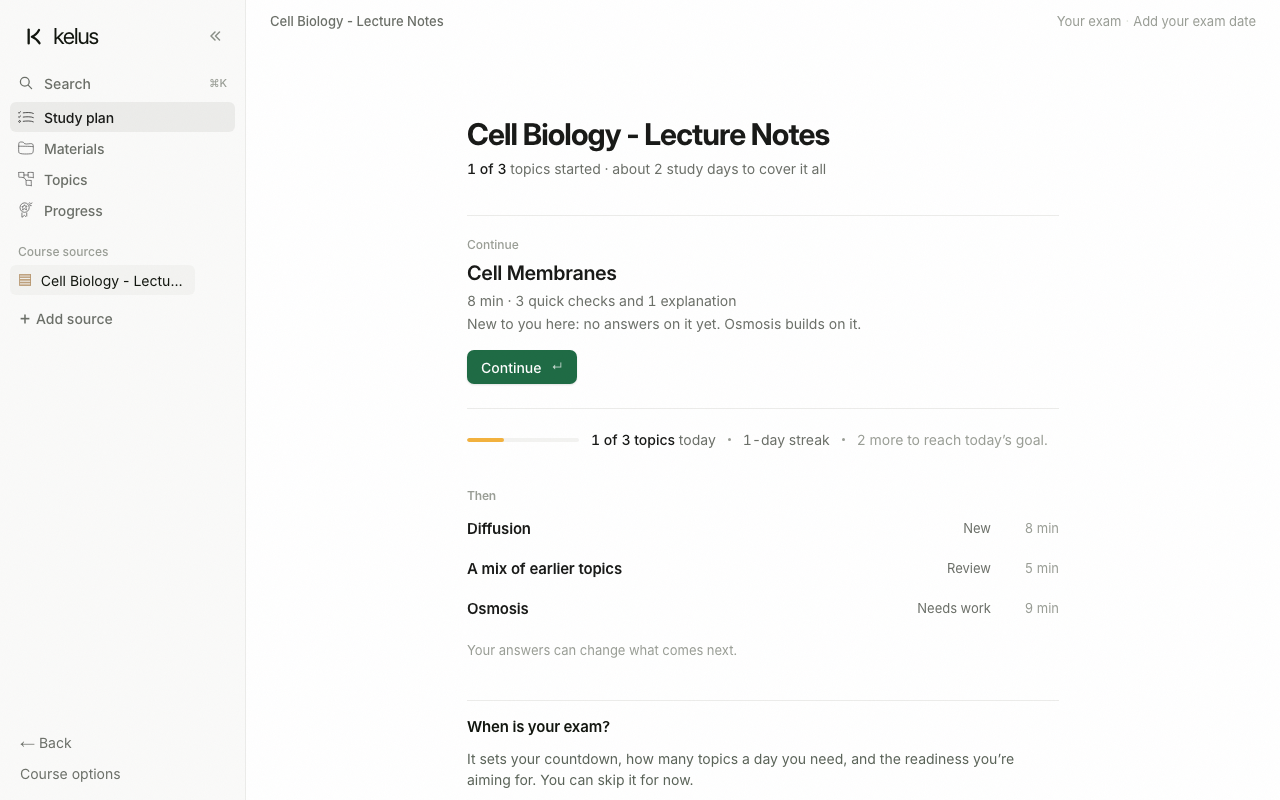 kelus
Search ⌘K
Study plan
Materials
Topics
Progress
Course sources
Cell Biology - Lectu...
+ Add source
← Back
Course options
Cell Biology - Lecture Notes
Your exam · Add your exam date
Cell Biology - Lecture Notes
1 of 3 topics started · about 2 study days to cover it all
Continue
Cell Membranes
8 min · 3 quick checks and 1 explanation
New to you here: no answers on it yet. Osmosis builds on it.
Continue ↵
1 of 3 topics today • 1-day streak • 2 more to reach today’s goal.
Then
Diffusion New 8 min
A mix of earlier topics Review 5 min
Osmosis Needs work 9 min
Your answers can change what comes next.
When is your exam?
It sets your countdown, how many topics a day you need, and the readiness you’re
aiming for. You can skip it for now.